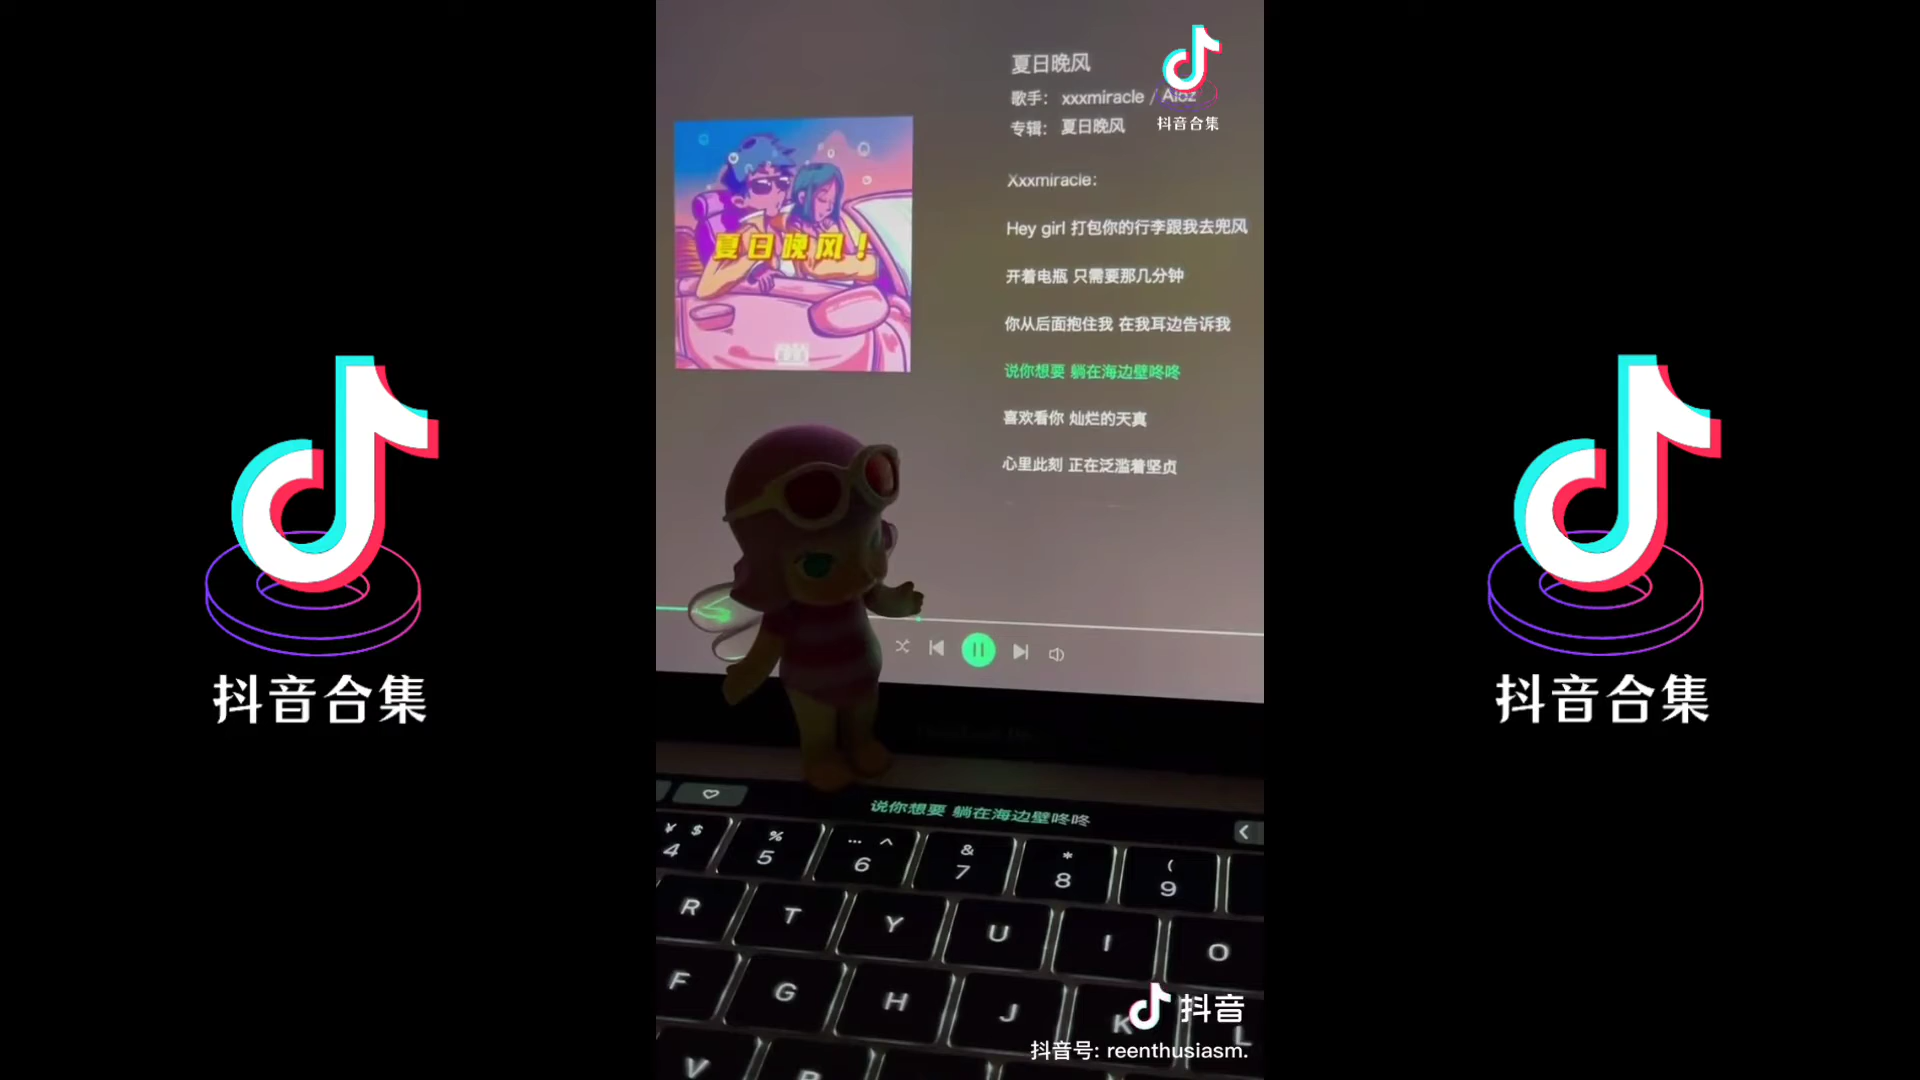 抖音合集
夏日晚风
歌手： xxxmiracle / Aioz
专辑： 夏日晚风
抖音合集
夏日晚风！
Xxxmiracle：
Hey girl 打包你的行李跟我去兜风
开着电瓶 只需要那几分钟
你从后面抱住我 在我耳边告诉我
说你想要 躺在海边壁咚咚
喜欢看你 灿烂的天真
心里此刻 正在泛滥着坚贞
说你想要 躺在海边壁咚咚
¥ $ % … ^ & * (
4 5 6 7 8 9
R T Y U I O
F G H J K L
V B
抖音
抖音号: reenthusiasm.
抖音合集